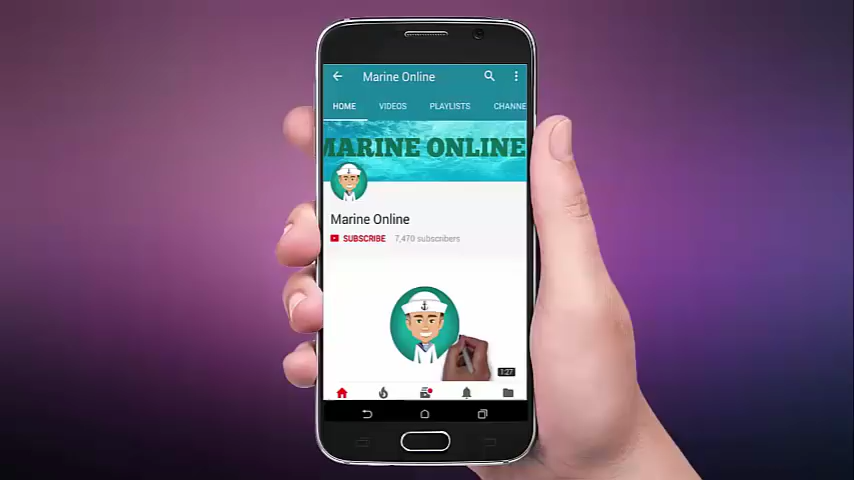 Marine Online
HOME VIDEOS PLAYLISTS CHANNE
MARINE ONLINE
Marine Online
SUBSCRIBE 7,470 subscribers
1:27